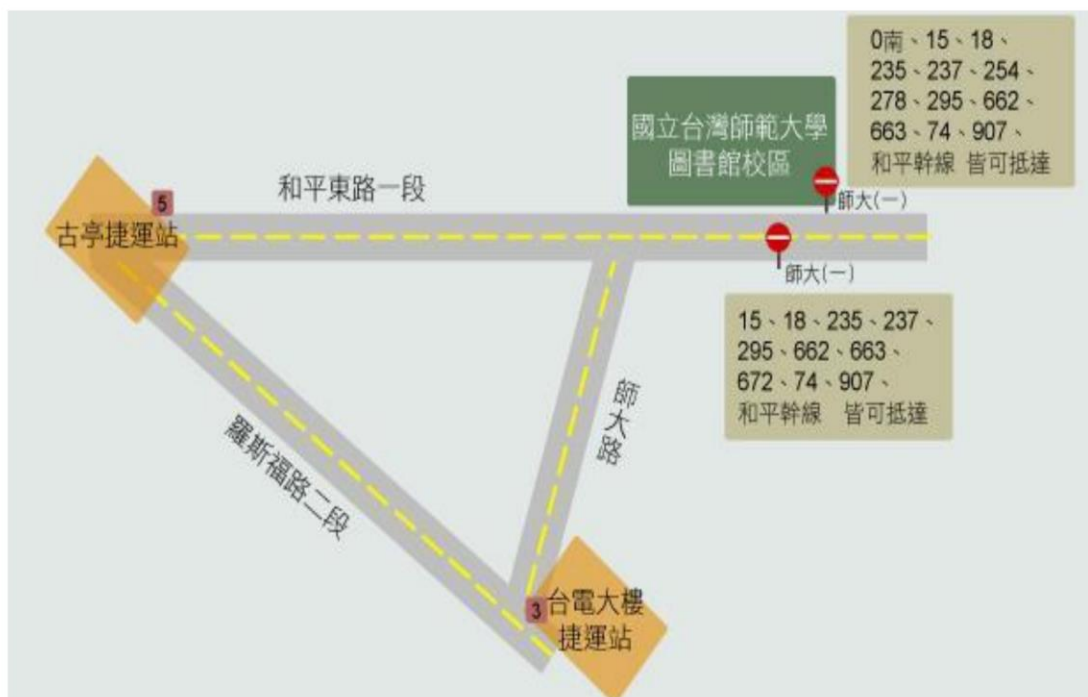 0南、15、18、
235、237、254、
278、295、662、
663、74、907、
和平幹線 皆可抵達
國立台灣師範大學
圖書館校區
和平東路一段
師大(一)
5
古亭捷運站
師大(一)
15、18、235、237、
295、662、663、
672、74、907、
和平幹線 皆可抵達
師大路
羅斯福路二段
3
台電大樓
捷運站